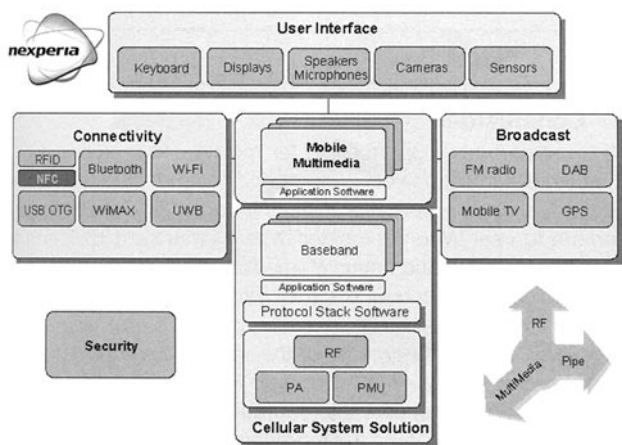 nexperia
User Interface
Keyboard
Displays
Speakers
Microphones
Cameras
Sensors
Connectivity
RFID
NFC
Bluetooth
Wi-Fi
USB OTG
WiMAX
UWB
Mobile
Multimedia
Application Software
Broadcast
FM radio
DAB
Mobile TV
GPS
Baseband
Application Software
Protocol Stack Software
RF
PA
PMU
Cellular System Solution
Security
RF
Pipe
MultiMedia